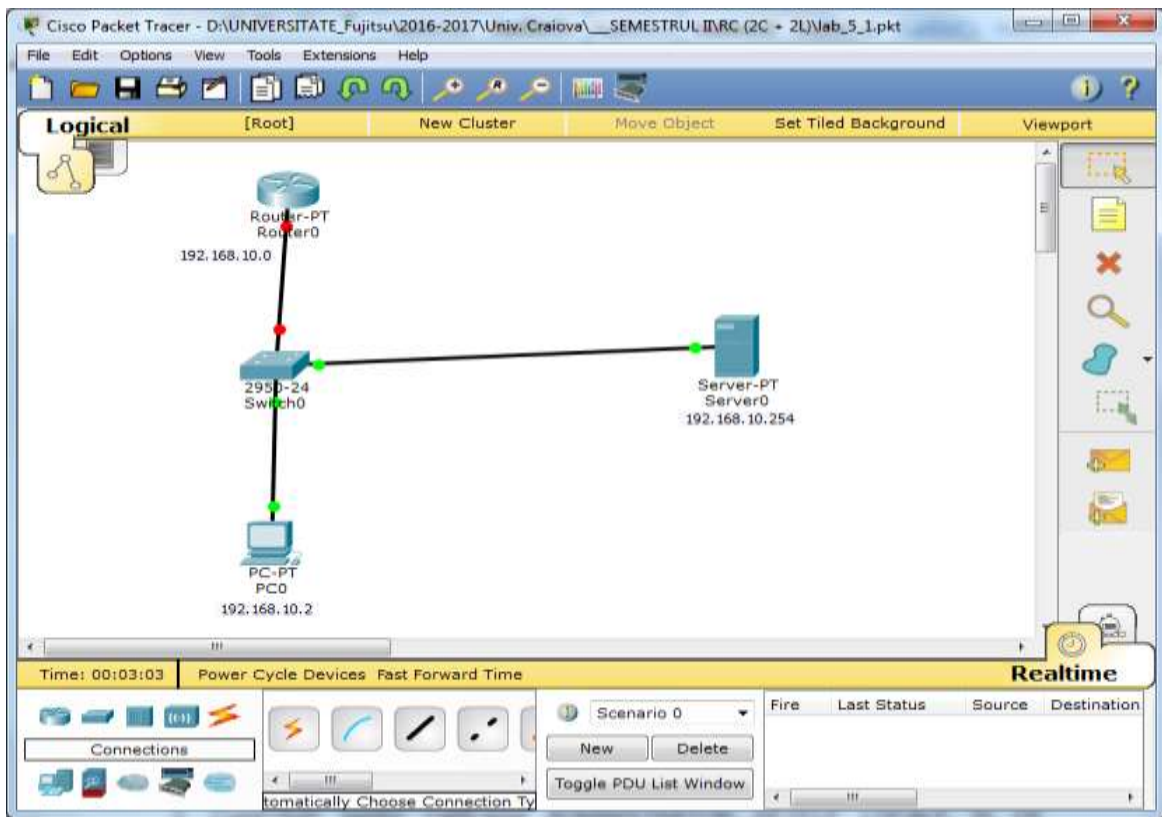 Cisco Packet Tracer - D:\UNIVERSITATE_Fujitsu\2016-2017\Univ. Craiova\__SEMESTRUL II\RC (2C + 2L)\lab_5_1.pkt
File Edit Options View Tools Extensions Help
Logical [Root] New Cluster Move Object Set Tiled Background Viewport
Router-PT
Router0
192.168.10.0
2950-24
Switch0
Server-PT
Server0
192.168.10.254
PC-PT
PC0
192.168.10.2
Time: 00:03:03 Power Cycle Devices Fast Forward Time Realtime
Scenario 0
Fire Last Status Source Destination
Connections
New Delete
Toggle PDU List Window
tomatically Choose Connection Ty